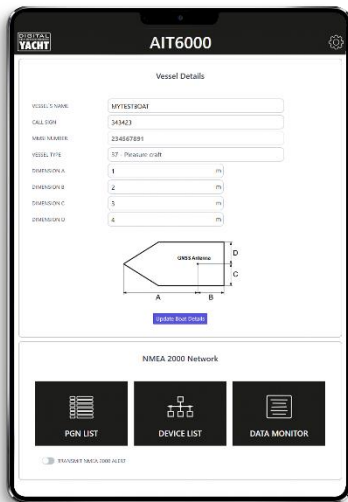 DIGITAL
YACHT
AIT6000
Vessel Details
VESSEL'S NAME MYTESTBOAT
CALL SIGN 343423
MMSI NUMBER 234567891
VESSEL TYPE 37 - Pleasure craft
DIMENSION A 1 m
DIMENSION B 2 m
DIMENSION C 3 m
DIMENSION D 4 m
GNSS Antenna
D
C
A B
Update Boat Details
NMEA 2000 Network
PGN LIST DEVICE LIST DATA MONITOR
TRANSMIT NMEA 2000 ALERT